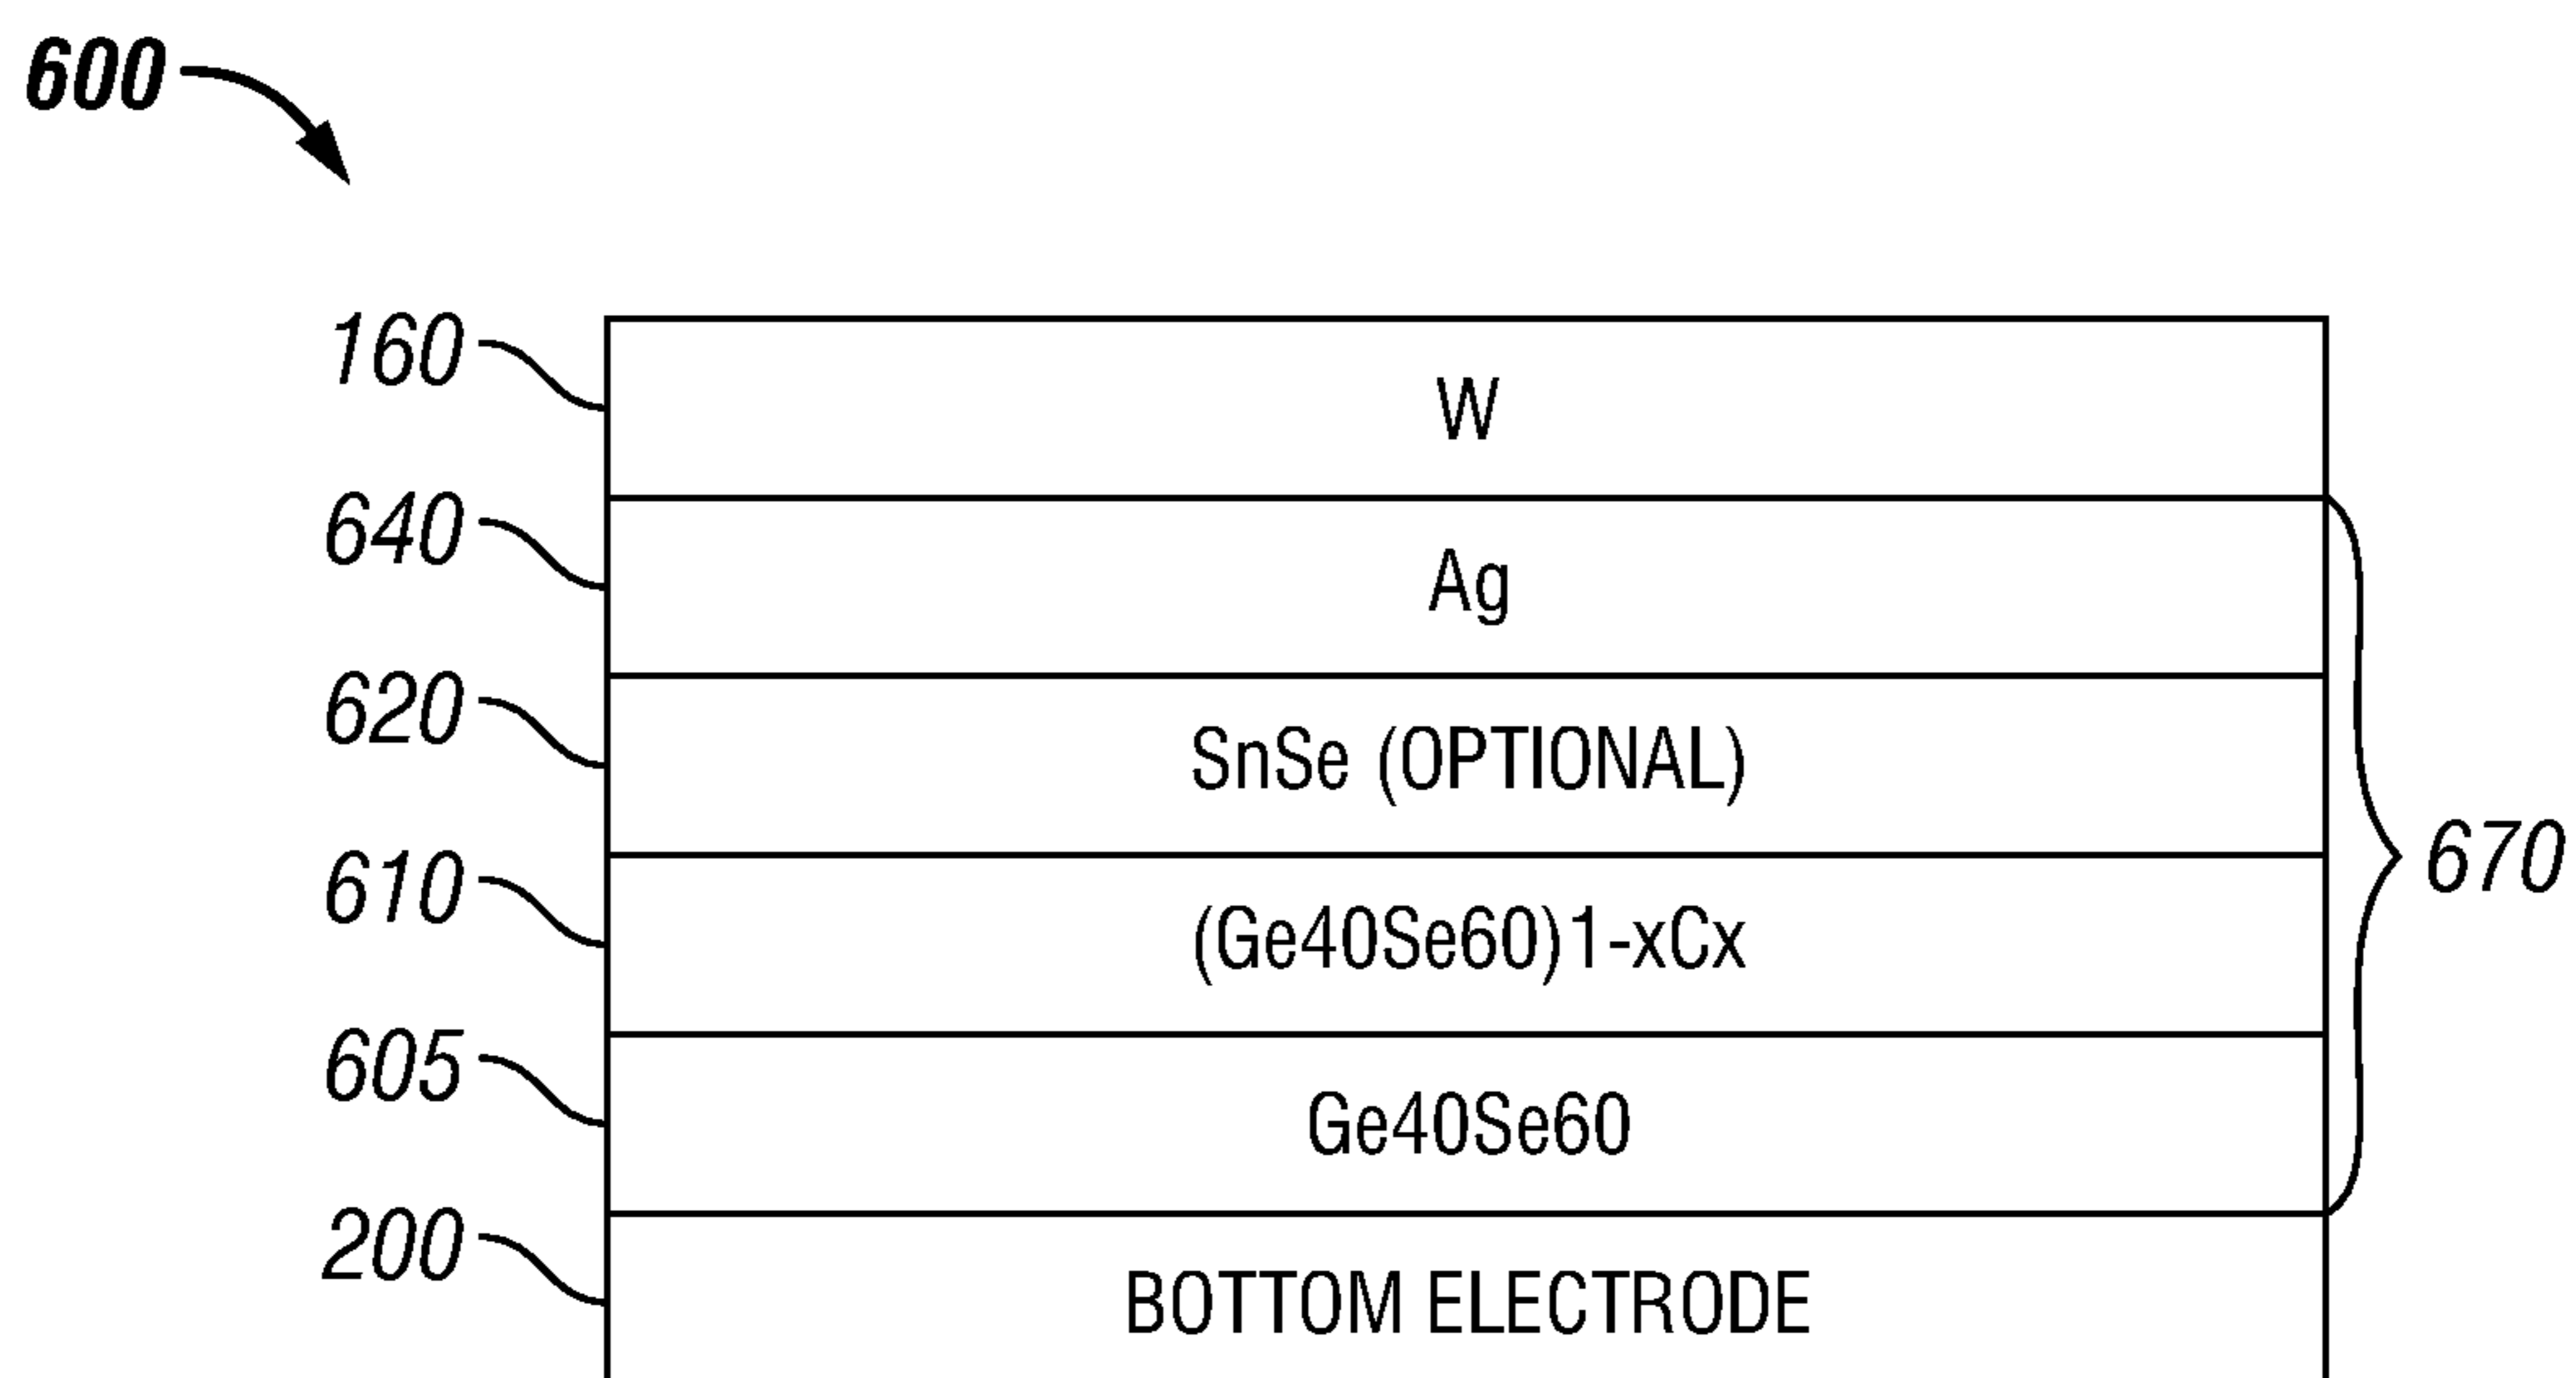 600
160
W
640
Ag
620
SnSe (OPTIONAL)
610
(Ge40Se60)1-xCx
670
605
Ge40Se60
200
BOTTOM ELECTRODE